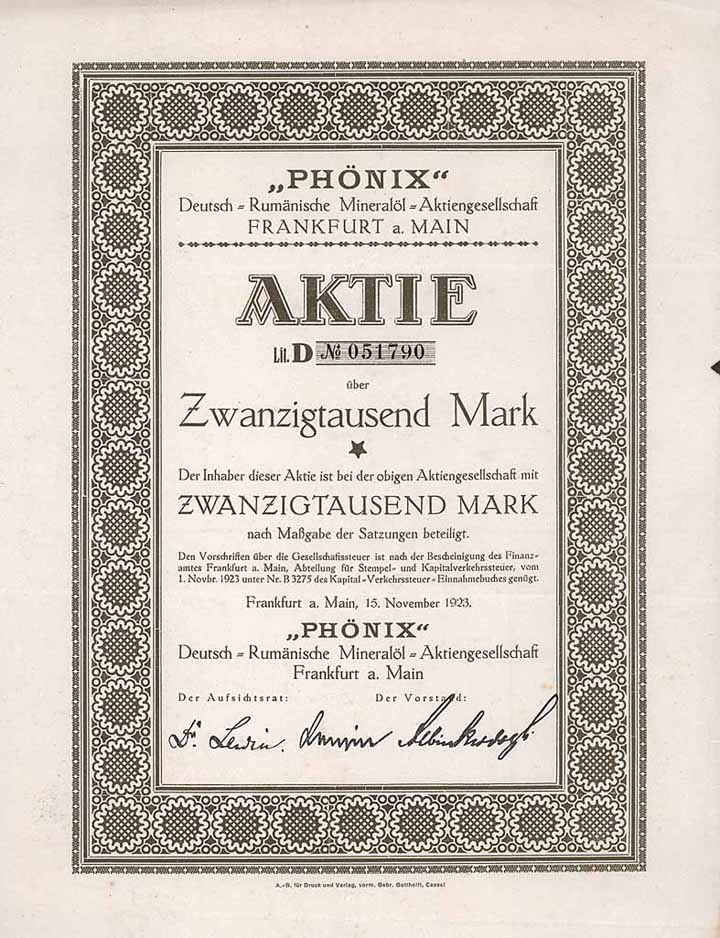 „PHÖNIX“
Deutsch = Rumänische Mineralöl = Aktiengesellschaft
FRANKFURT a. MAIN
AKTIE
Lit. D № 051790
über
Zwanzigtausend Mark
Der Inhaber dieser Aktie ist bei der obigen Aktiengesellschaft mit
ZWANZIGTAUSEND MARK
nach Maßgabe der Satzungen beteiligt.
Den Vorschriften über die Gesellschaftssteuer ist nach der Bescheinigung des Finanz-
amtes Frankfurt a. Main, Abteilung für Stempel- und Kapitalverkehrssteuer, vom
1. Novbr. 1923 unter Nr. B 3275 des Kapital-Verkehrssteuer-Einnahmebuches genügt.
Frankfurt a. Main, 15. November 1923.
„PHÖNIX“
Deutsch = Rumänische Mineralöl = Aktiengesellschaft
Frankfurt a. Main
Der Aufsichtsrat: Der Vorstand:
Dr. Lewin.
A.-G. für Druck und Verlag, vorm. Gebr. Gotthelft, Cassel